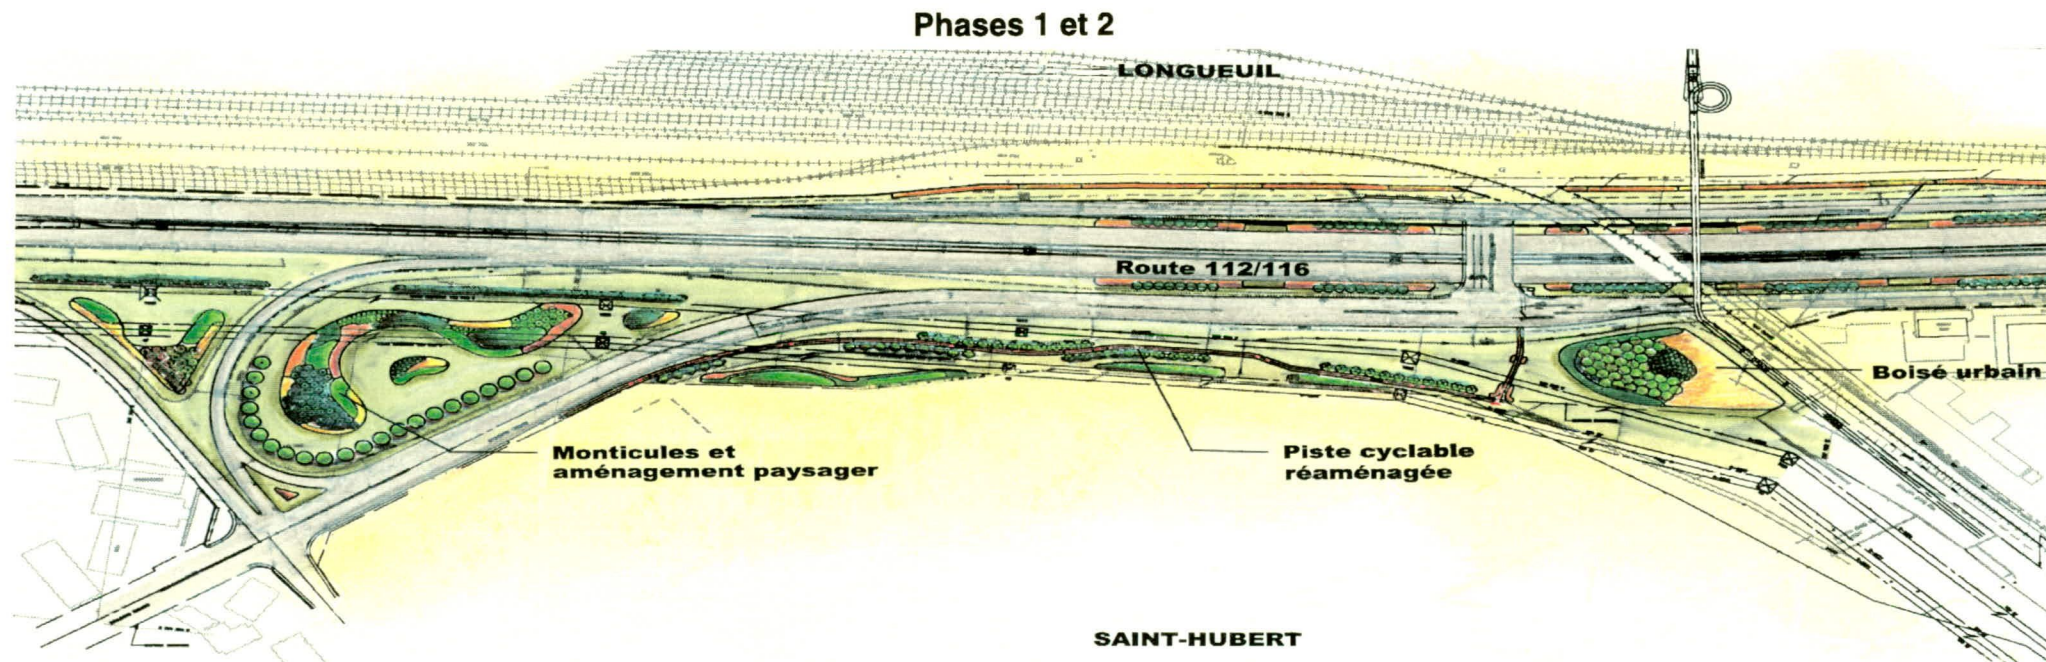 Phases 1 et 2
LONGUEUIL
Route 112/116
Boisé urbain
Monticules et
aménagement paysager
Piste cyclable
réaménagée
SAINT-HUBERT